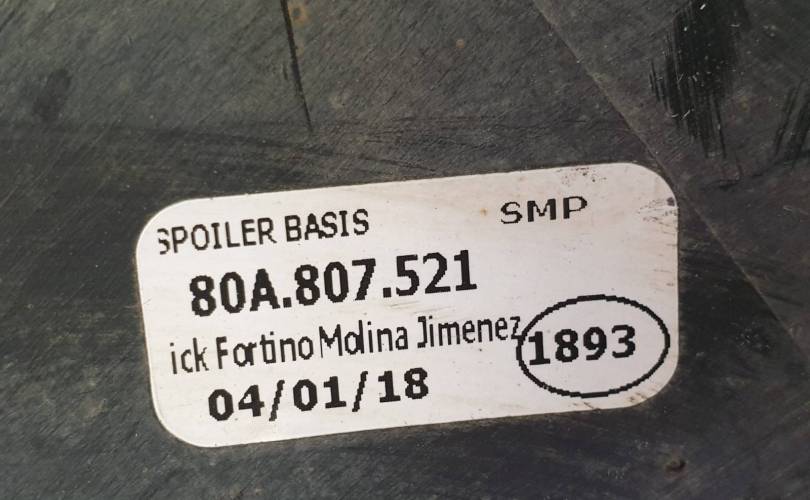 SPOILER BASIS SMP
80A.807.521
ick Fortino Molina Jimenez 1893
04/01/18